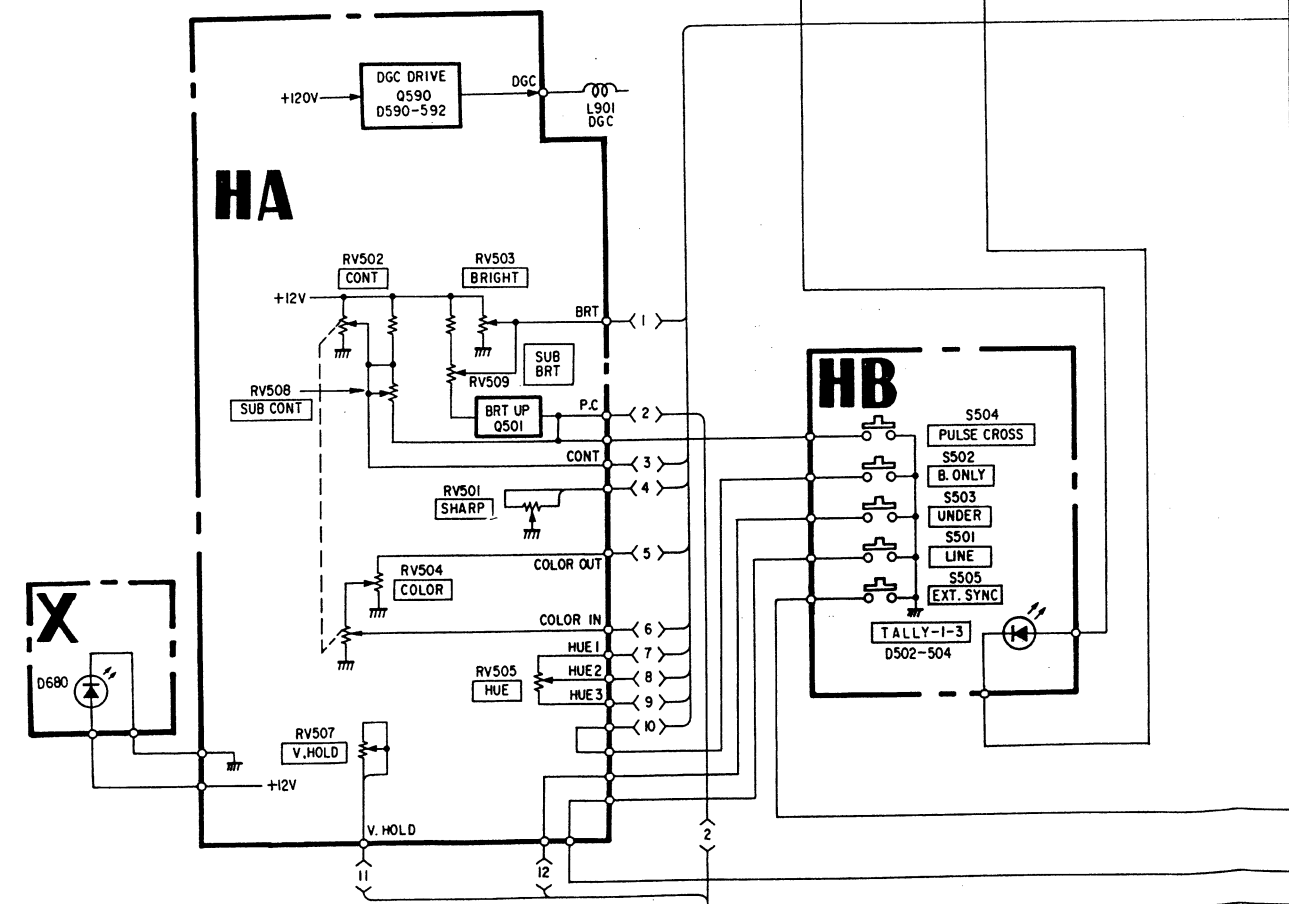 DGC DRIVE
Q590
D590-592
+120V
DGC
L901
DGC
HA
RV502
CONT
RV503
BRIGHT
+12V
BRT
1
SUB
BRT
RV509
RV508
SUB CONT
BRT UP
Q501
P.C
2
CONT
3
RV501
SHARP
4
COLOR OUT
5
RV504
COLOR
COLOR IN
6
HUE 1
7
RV505
HUE
HUE 2
8
HUE 3
9
10
RV507
V.HOLD
V. HOLD
11
12
2
X
D680
+12V
HB
S504
PULSE CROSS
S502
B. ONLY
S503
UNDER
S501
LINE
S505
EXT. SYNC
TALLY-1-3
D502-504